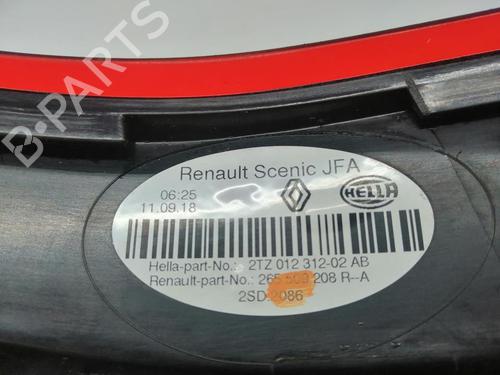 B-PARTS
Renault Scenic JFA
06:25
11.09.18
HELLA
Hella-part-No.: 2TZ 012 312-02 AB
Renault-part-No.: 265 208 R--A
2SD 2086